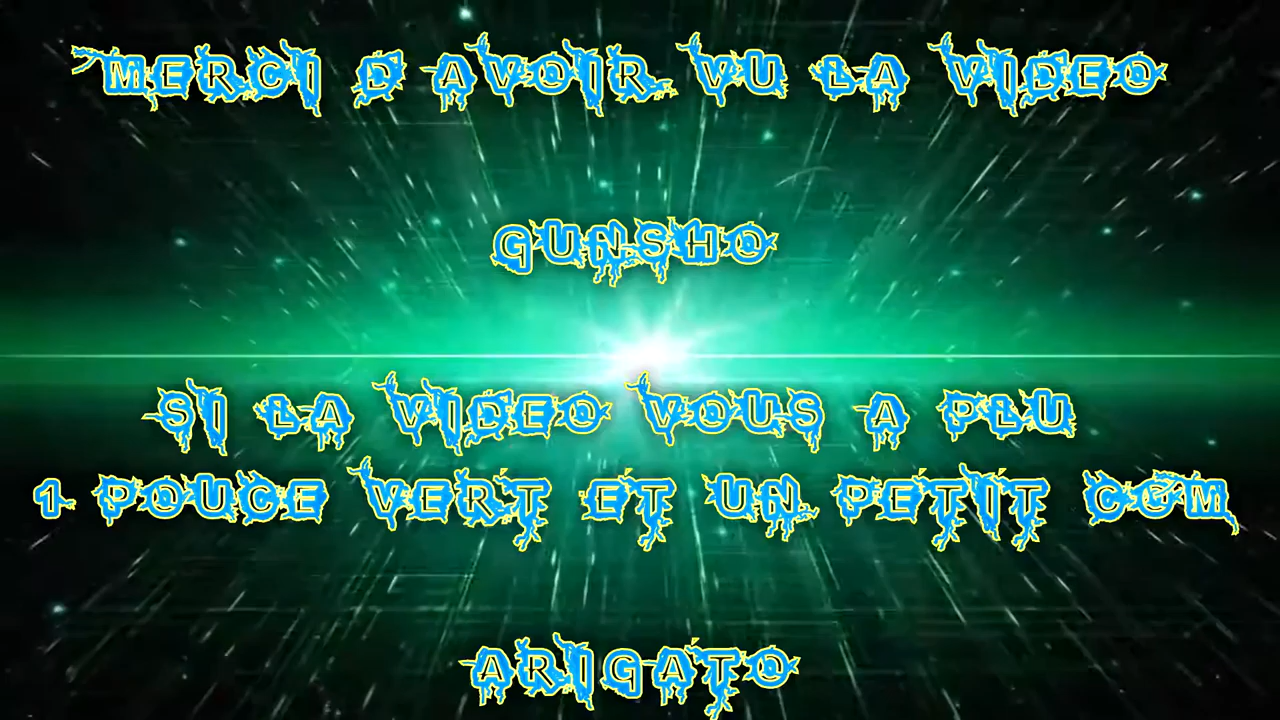 MERCI D AVOIR VU LA VIDEO
GUNSHO
SI LA VIDEO VOUS A PLU
1 POUCE VERT ET UN PETIT COM
ARIGATO